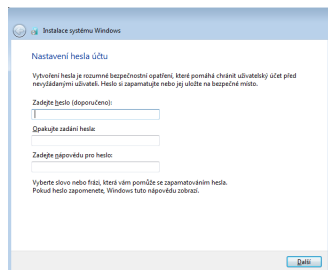 Instalace systému Windows
Nastavení hesla účtu
Vytvoření hesla je rozumné bezpečnostní opatření, které pomáhá chránit uživatelský účet před
nevyžádanými uživateli. Heslo si zapamatujte nebo jej uložte na bezpečné místo.
Zadejte heslo (doporučeno):
Opakujte zadání hesla:
Zadejte nápovědu pro heslo:
Vyberte slovo nebo frázi, která vám pomůže se zapamatováním hesla.
Pokud heslo zapomenete, Windows tuto nápovědu zobrazí.
Další